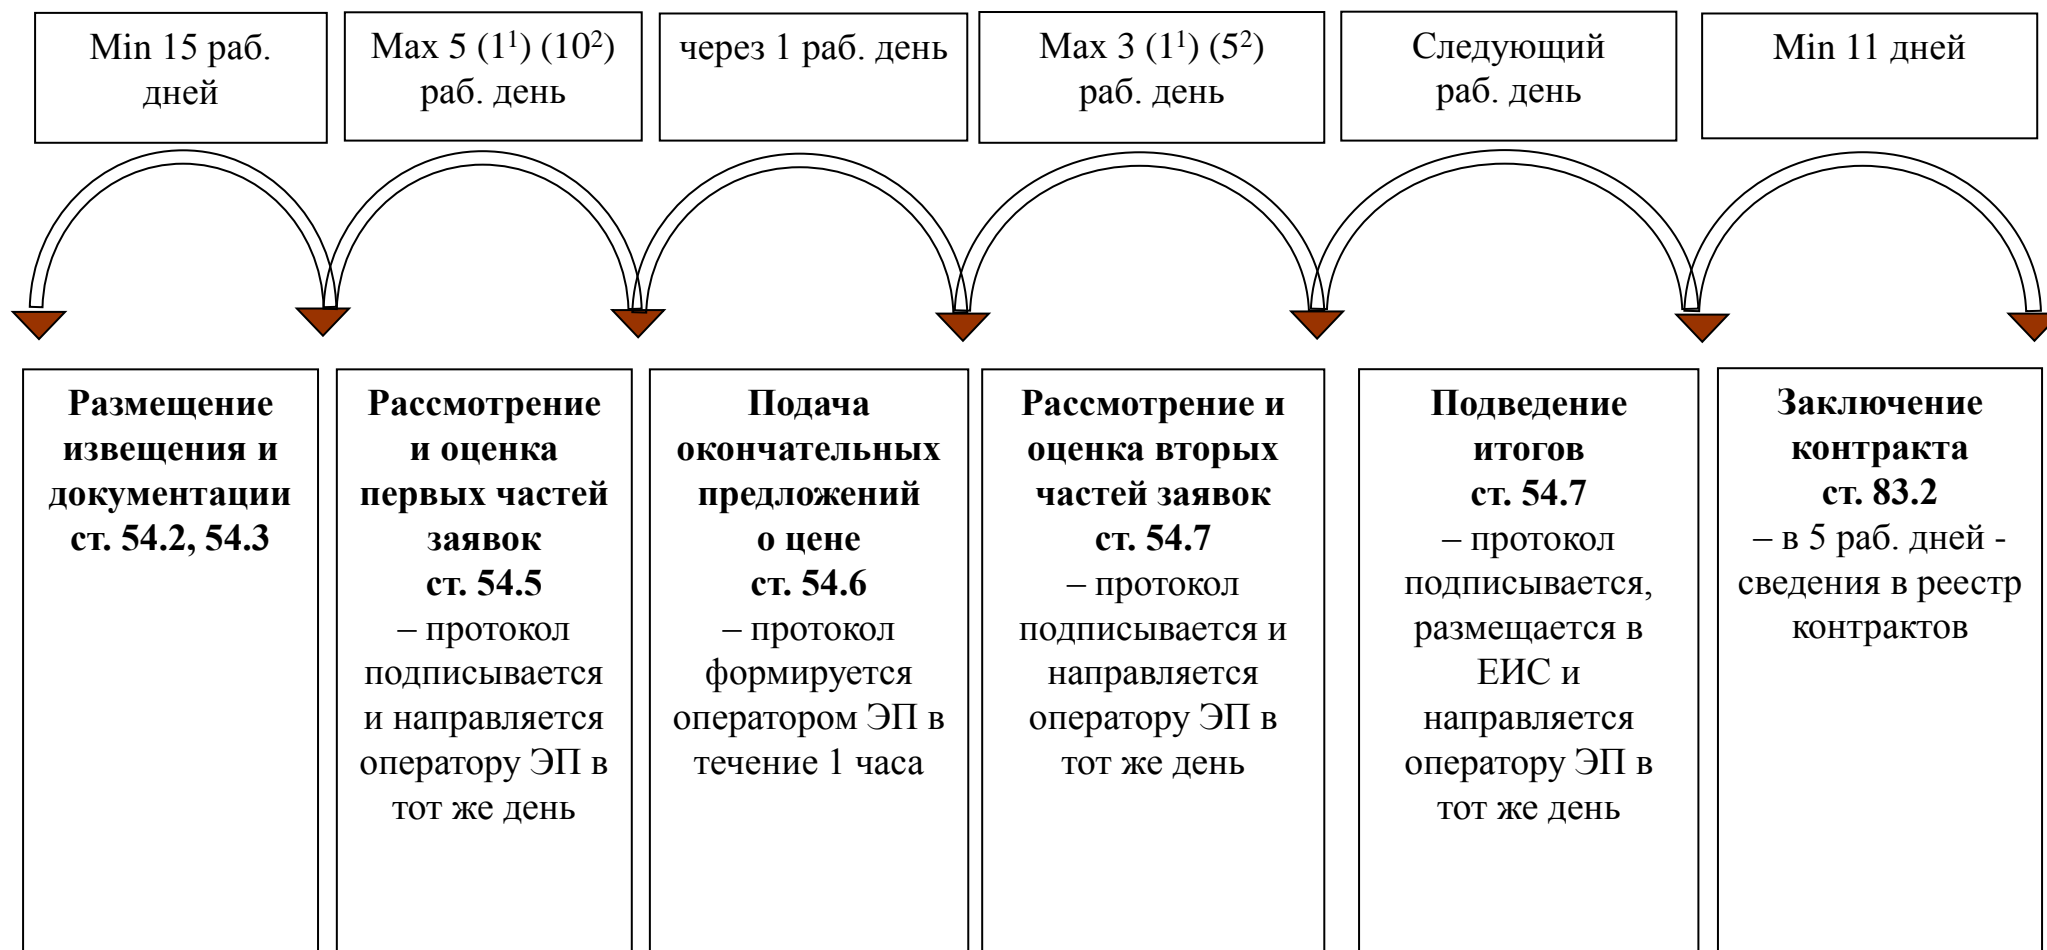 Min 15 раб.
дней
Max 5 (1¹) (10²)
раб. день
через 1 раб. день
Max 3 (1¹) (5²)
раб. день
Следующий
раб. день
Min 11 дней
Размещение
извещения и
документации
ст. 54.2, 54.3
Рассмотрение
и оценка
первых частей
заявок
ст. 54.5
– протокол
подписывается
и направляется
оператору ЭП в
тот же день
Подача
окончательных
предложений
о цене
ст. 54.6
– протокол
формируется
оператором ЭП в
течение 1 часа
Рассмотрение и
оценка вторых
частей заявок
ст. 54.7
– протокол
подписывается и
направляется
оператору ЭП в
тот же день
Подведение
итогов
ст. 54.7
– протокол
подписывается,
размещается в
ЕИС и
направляется
оператору ЭП в
тот же день
Заключение
контракта
ст. 83.2
– в 5 раб. дней -
сведения в реестр
контрактов